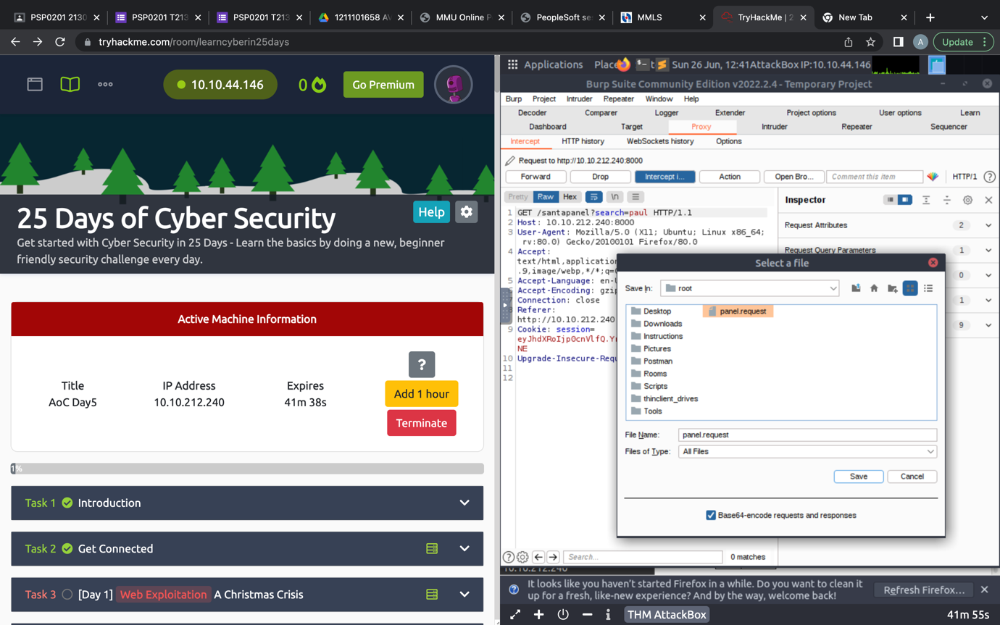 PSP0201 2130
PSP0201 T213
PSP0201 T213
1211101658 AV
MMU Online P
PeopleSoft se
MMLS
TryHackMe | 2
New Tab
tryhackme.com/room/learncyberin25days
A
Update
10.10.44.146
0
Go Premium
25 Days of Cyber Security
Help
Get started with Cyber Security in 25 Days - Learn the basics by doing a new, beginner
friendly security challenge every day.
Active Machine Information
?
Title IP Address Expires
AoC Day5 10.10.212.240 41m 38s
Add 1 hour
Terminate
1%
Task 1 Introduction
Task 2 Get Connected
Task 3 [Day 1] Web Exploitation A Christmas Crisis
Applications Place t Sun 26 Jun, 12:41 AttackBox IP:10.10.44.146
Burp Suite Community Edition v2022.2.4 - Temporary Project
Burp Project Intruder Repeater Window Help
Decoder Comparer Logger Extender Project options User options Learn
Dashboard Target Proxy Intruder Repeater Sequencer
Intercept HTTP history WebSockets history Options
Request to http://10.10.212.240:8000
Forward Drop Intercept i... Action Open Bro... Comment this item HTTP/1 ?
Pretty Raw Hex \n
Inspector
1 GET /santapanel?search=paul HTTP/1.1
2 Host: 10.10.212.240:8000
3 User-Agent: Mozilla/5.0 (X11; Ubuntu; Linux x86_64;
rv:80.0) Gecko/20100101 Firefox/80.0
4 Accept:
text/html,application
.9,image/webp,*/*;q=
5 Accept-Language: en-U
6 Accept-Encoding: gzip
7 Connection: close
8 Referer:
http://10.10.212.240
9 Cookie: session=
NE
10 Upgrade-Insecure-Requ
11
12
Request Attributes 2
Request Query Parameters 1
0
1
9
Select a file
Save In: root
Desktop
Downloads
Instructions
Pictures
Postman
Rooms
Scripts
thinclient_drives
Tools
panel.request
File Name: panel.request
Files of Type: All Files
Save Cancel
Base64-encode requests and responses
? Search... 0 matches
10.10.212.240
It looks like you haven't started Firefox in a while. Do you want to clean it
up for a fresh, like-new experience? And by the way, welcome back!
Refresh Firefox...
THM AttackBox
41m 55s